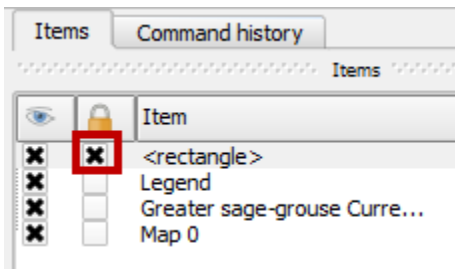 Items Command history
Items
Item
<rectangle>
Legend
Greater sage-grouse Curre...
Map 0